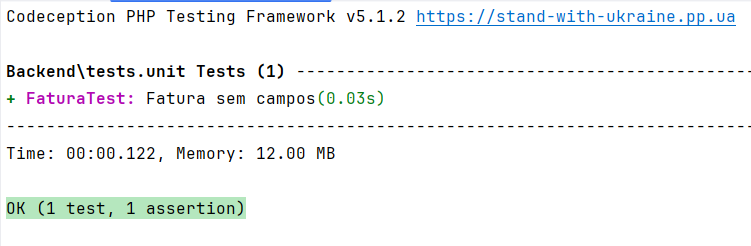 Codeception PHP Testing Framework v5.1.2 https://stand-with-ukraine.pp.ua
Backend\tests.unit Tests (1) ----------------------------------------------
+ FaturaTest: Fatura sem campos(0.03s)
---------------------------------------------------------------------------
Time: 00:00.122, Memory: 12.00 MB
OK (1 test, 1 assertion)